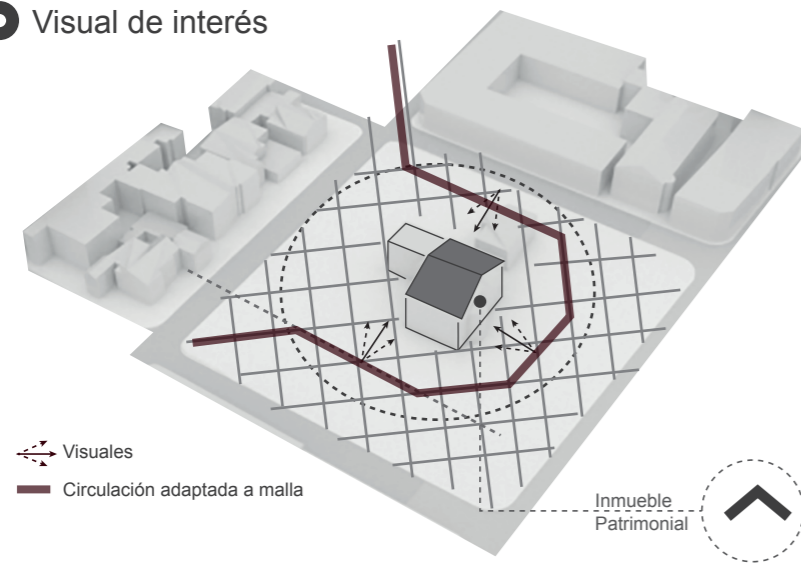 Visual de interés
Visuales
Circulación adaptada a malla
Inmueble
Patrimonial